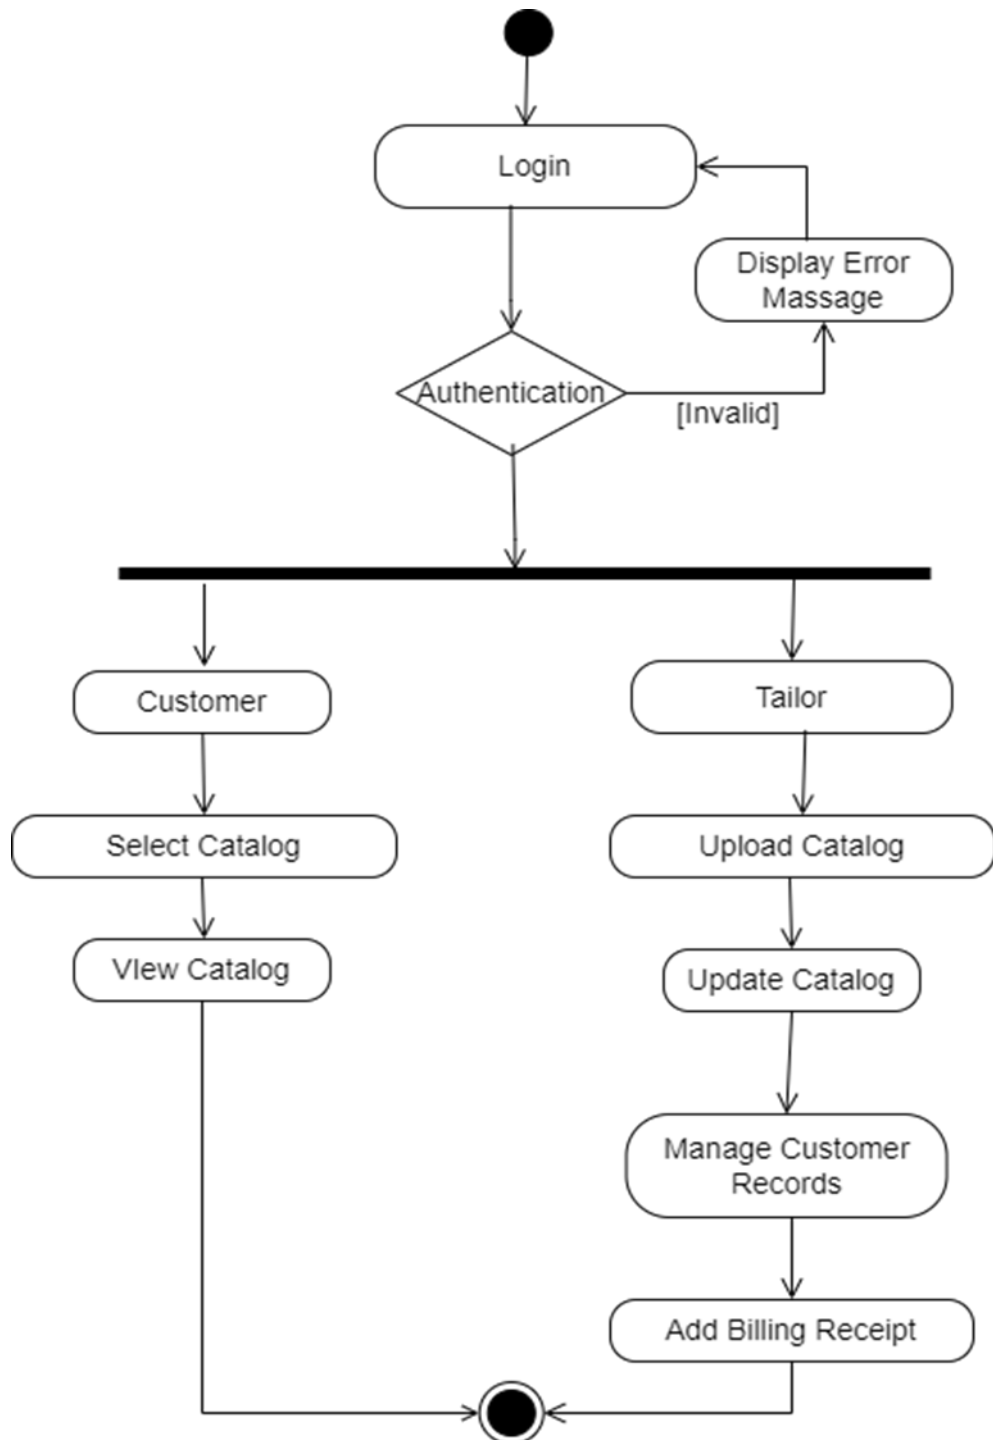 Login
Display Error
Massage
Authentication
[Invalid]
Customer
Tailor
Select Catalog
Upload Catalog
VIew Catalog
Update Catalog
Manage Customer
Records
Add Billing Receipt